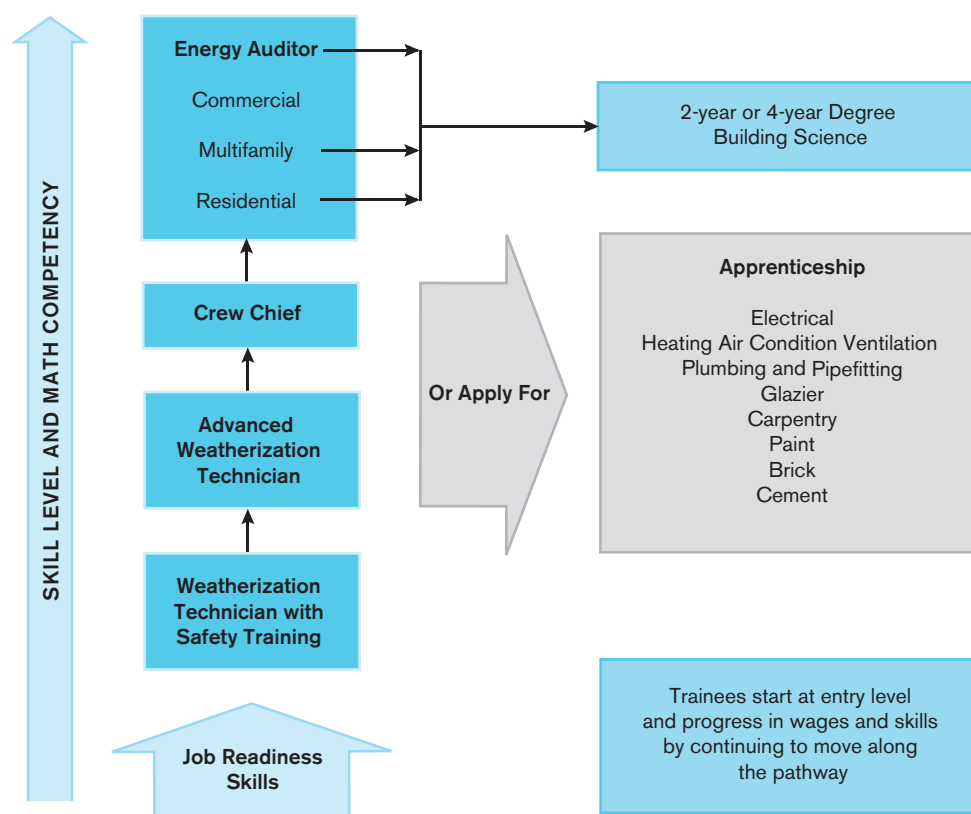 SKILL LEVEL AND MATH COMPETENCY
Energy Auditor
Commercial
Multifamily
Residential
Crew Chief
Advanced
Weatherization
Technician
Weatherization
Technician with
Safety Training
Job Readiness
Skills
Or Apply For
2-year or 4-year Degree
Building Science
Apprenticeship
Electrical
Heating Air Condition Ventilation
Plumbing and Pipefitting
Glazier
Carpentry
Paint
Brick
Cement
Trainees start at entry level
and progress in wages and skills
by continuing to move along
the pathway